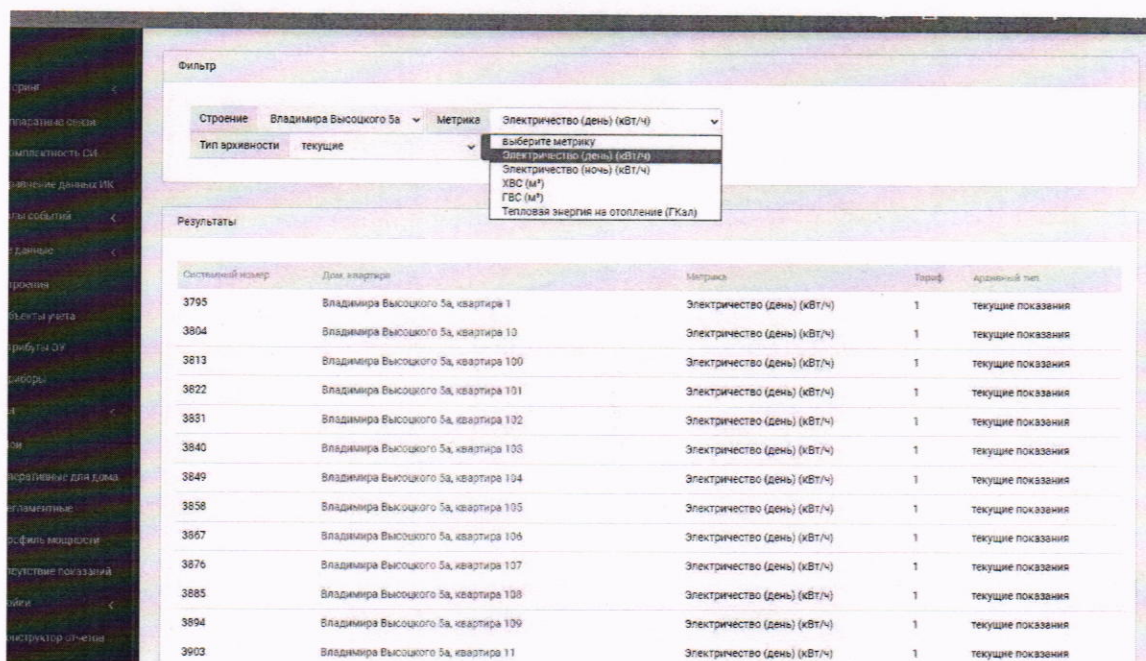 Фильтр
Строение Владимира Высоцкого 5а Метрика Электричество (день) (кВт/ч)
Тип архивности текущие
выберите метрику
Электричество (день) (кВт/ч)
Электричество (ночь) (кВт/ч)
ХВС (м³)
ГВС (м³)
Тепловая энергия на отопление (ГКал)
Результаты
Системный номер Дом, квартира Метрика Тариф Архивный тип
3795 Владимира Высоцкого 5а, квартира 1 Электричество (день) (кВт/ч) 1 текущие показания
3804 Владимира Высоцкого 5а, квартира 10 Электричество (день) (кВт/ч) 1 текущие показания
3813 Владимира Высоцкого 5а, квартира 100 Электричество (день) (кВт/ч) 1 текущие показания
3822 Владимира Высоцкого 5а, квартира 101 Электричество (день) (кВт/ч) 1 текущие показания
3831 Владимира Высоцкого 5а, квартира 102 Электричество (день) (кВт/ч) 1 текущие показания
3840 Владимира Высоцкого 5а, квартира 103 Электричество (день) (кВт/ч) 1 текущие показания
3849 Владимира Высоцкого 5а, квартира 104 Электричество (день) (кВт/ч) 1 текущие показания
3858 Владимира Высоцкого 5а, квартира 105 Электричество (день) (кВт/ч) 1 текущие показания
3867 Владимира Высоцкого 5а, квартира 106 Электричество (день) (кВт/ч) 1 текущие показания
3876 Владимира Высоцкого 5а, квартира 107 Электричество (день) (кВт/ч) 1 текущие показания
3885 Владимира Высоцкого 5а, квартира 108 Электричество (день) (кВт/ч) 1 текущие показания
3894 Владимира Высоцкого 5а, квартира 109 Электричество (день) (кВт/ч) 1 текущие показания
3903 Владимира Высоцкого 5а, квартира 11 Электричество (день) (кВт/ч) 1 текущие показания
данных ИК
событий
данные
учета
для дома
мощности
показаний
отчетов